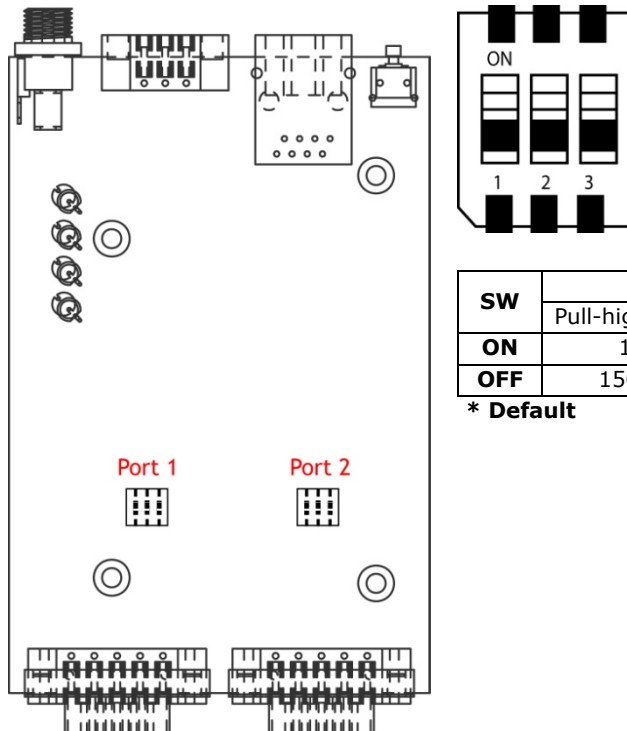 ON
1 2 3
SW
Pull-hig
ON 1
OFF 15
* Default
Port 1 Port 2